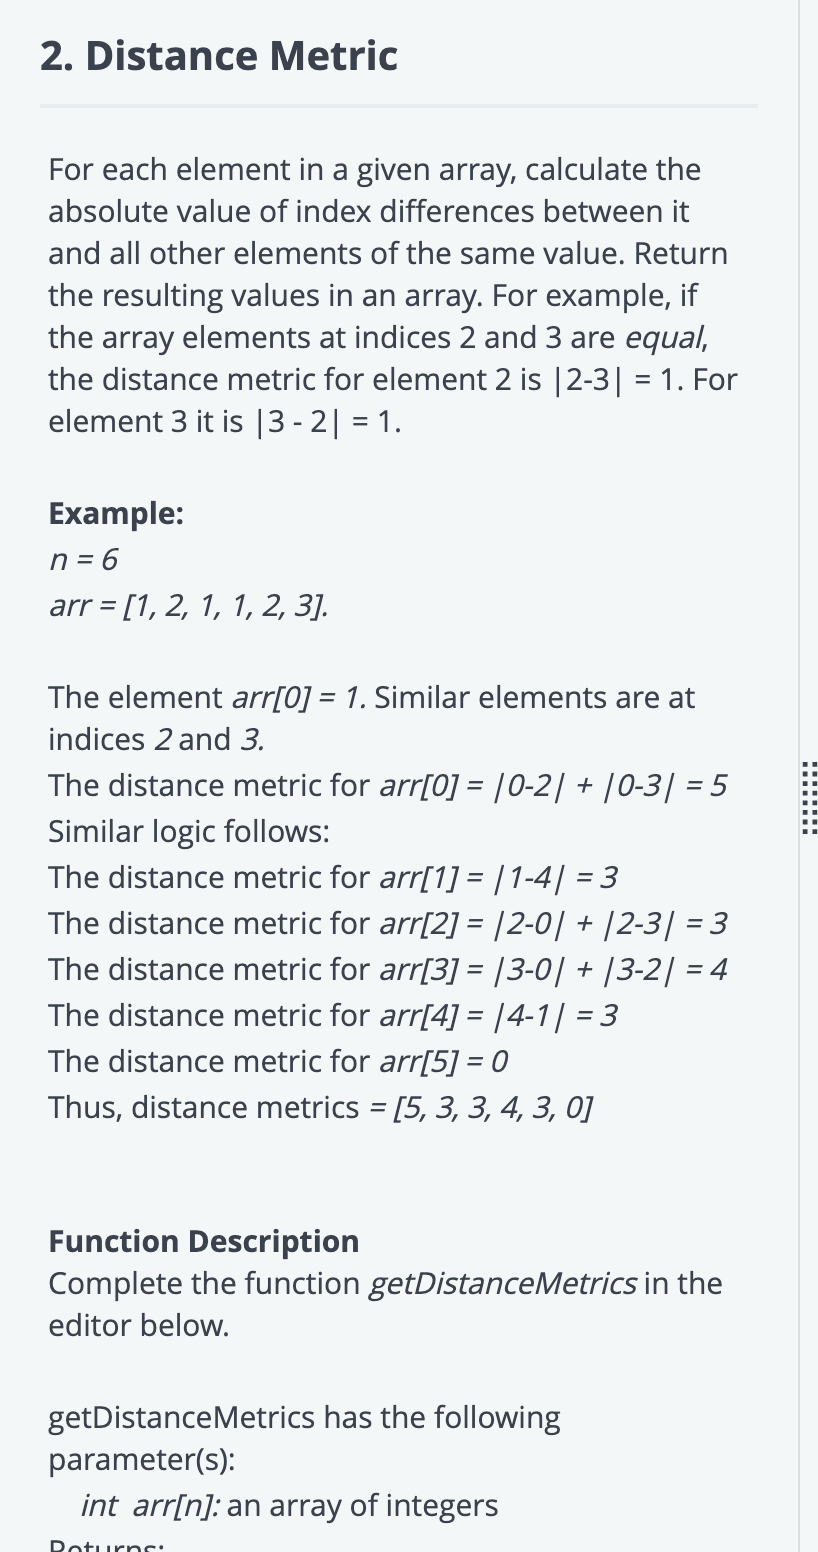 2. Distance Metric
For each element in a given array, calculate the
absolute value of index differences between it
and all other elements of the same value. Return
the resulting values in an array. For example, if
the array elements at indices 2 and 3 are equal,
the distance metric for element 2 is |2-3| = 1. For
element 3 it is |3 - 2| = 1.
Example:
n = 6
arr = [1, 2, 1, 1, 2, 3].
The element arr[0] = 1. Similar elements are at
indices 2 and 3.
The distance metric for arr[0] = |0-2| + |0-3| = 5
Similar logic follows:
The distance metric for arr[1] = |1-4| = 3
The distance metric for arr[2] = |2-0| + |2-3| = 3
The distance metric for arr[3] = |3-0| + |3-2| = 4
The distance metric for arr[4] = |4-1| = 3
The distance metric for arr[5] = 0
Thus, distance metrics = [5, 3, 3, 4, 3, 0]
Function Description
Complete the function getDistanceMetrics in the
editor below.
getDistanceMetrics has the following
parameter(s):
int arr[n]: an array of integers
Returns: